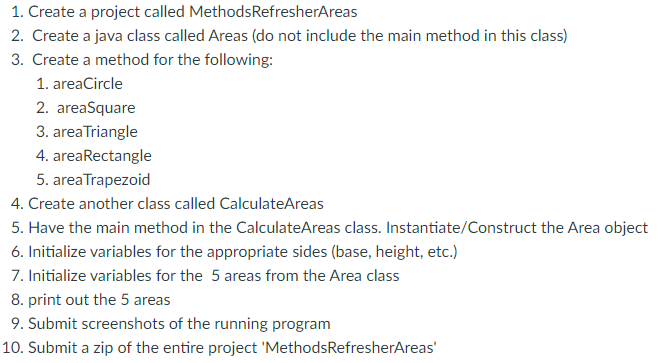 1. Create a project called MethodsRefresherAreas
2. Create a java class called Areas (do not include the main method in this class)
3. Create a method for the following:
1. areaCircle
2. areaSquare
3. areaTriangle
4. areaRectangle
5. areaTrapezoid
4. Create another class called CalculateAreas
5. Have the main method in the CalculateAreas class. Instantiate/Construct the Area object
6. Initialize variables for the appropriate sides (base, height, etc.)
7. Initialize variables for the 5 areas from the Area class
8. print out the 5 areas
9. Submit screenshots of the running program
10. Submit a zip of the entire project 'MethodsRefresherAreas'